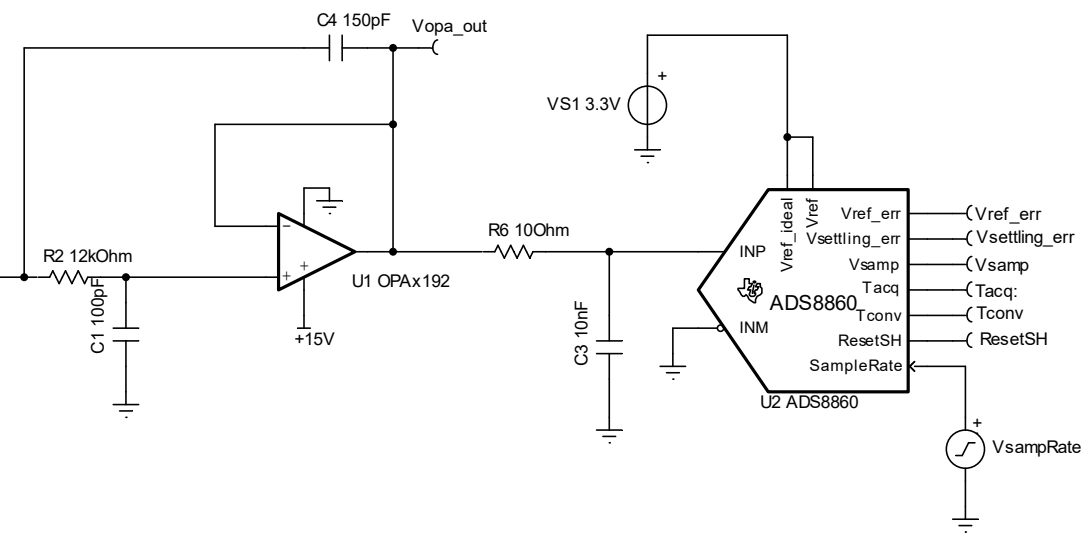 C4 150pF
Vopa_out
VS1 3.3V
+
R2 12kOhm
C1 100pF
−
+
+
+15V
U1 OPAx192
R6 10Ohm
C3 10nF
INP
INM
Vref_ideal
Vref
ADS8860
Vref_err
Vsettling_err
Vsamp
Tacq
Tconv
ResetSH
SampleRate
Vref_err
Vsettling_err
Vsamp
Tacq:
Tconv
ResetSH
U2 ADS8860
+
VsampRate